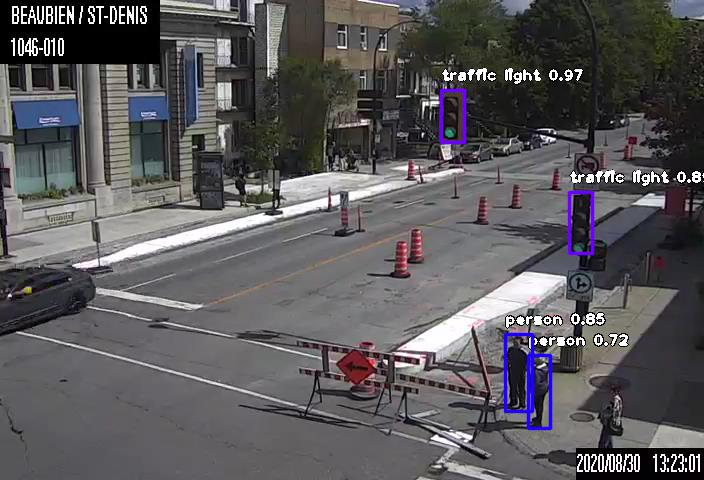 BEAUBIEN / ST-DENIS
1046-010
traffic light 0.97
traffic light 0.89
person 0.85
person 0.72
2020/08/30 13:23:01